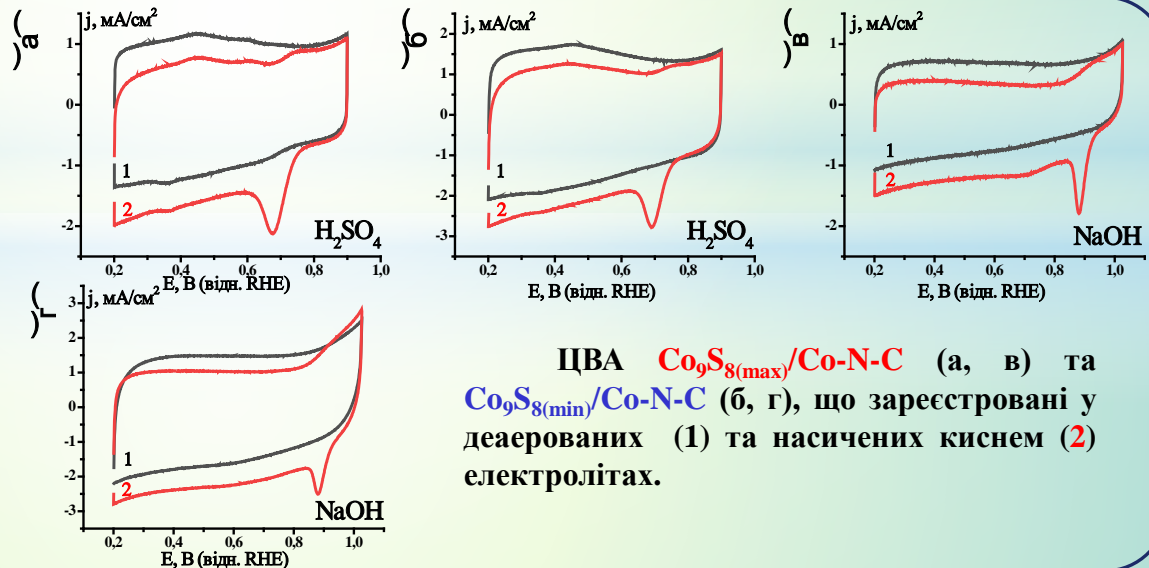 а) j, мА/см²
1
0
-1
-2
1
2
H₂SO₄
0,2 0,4 0,6 0,8 1,0
E, В (відн. RHE)
б) j, мА/см²
2
1
0
-1
-2
-3
1
2
H₂SO₄
0,2 0,4 0,6 0,8 1,0
E, В (відн. RHE)
в) j, мА/см²
1
0
-1
-2
1
2
NaOH
0,2 0,4 0,6 0,8 1,0
E, В (відн. RHE)
г) j, мА/см²
3
2
1
0
-1
-2
-3
1
2
NaOH
0,2 0,4 0,6 0,8 1,0
E, В (відн. RHE)
ЦВА Co₉S₈₍ₘₐₓ₎/Co-N-C (а, в) та
Co₉S₈₍ₘᵢₙ₎/Co-N-C (б, г), що зареєстровані у
деаерованих (1) та насичених киснем (2)
електролітах.